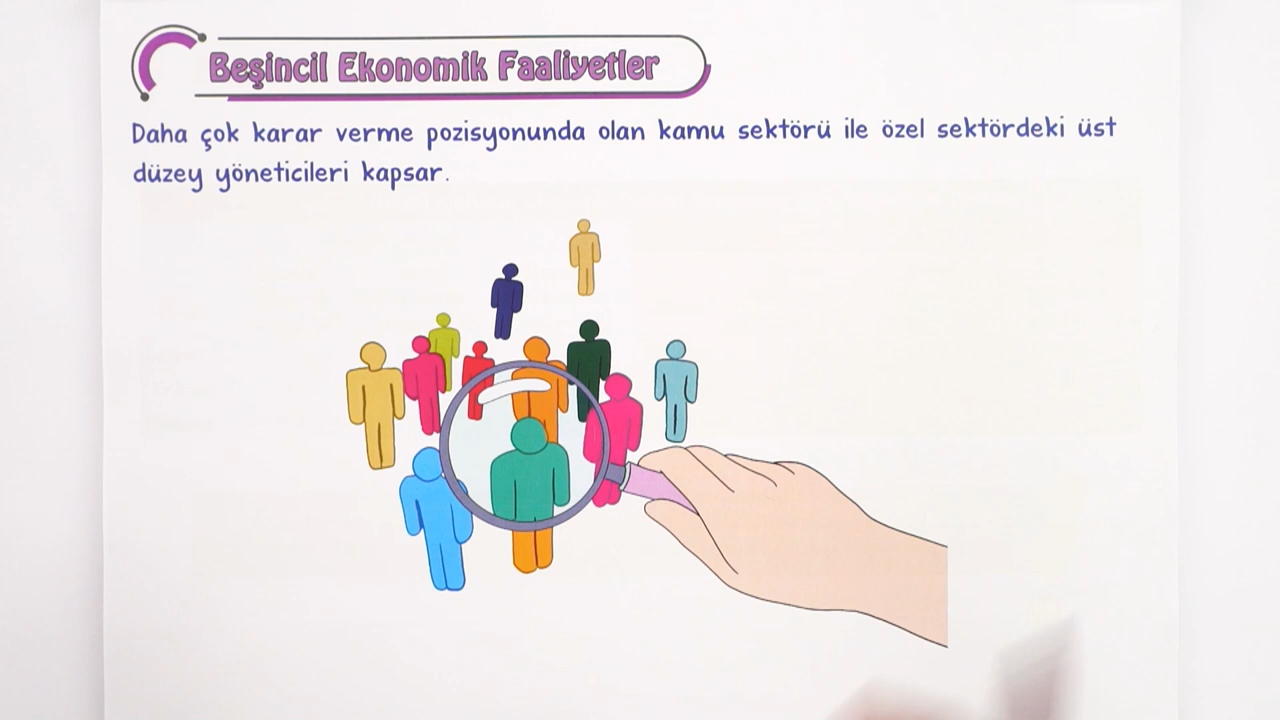 Beşincil Ekonomik Faaliyetler
Daha çok karar verme pozisyonunda olan kamu sektörü ile özel sektördeki üst
düzey yöneticileri kapsar.